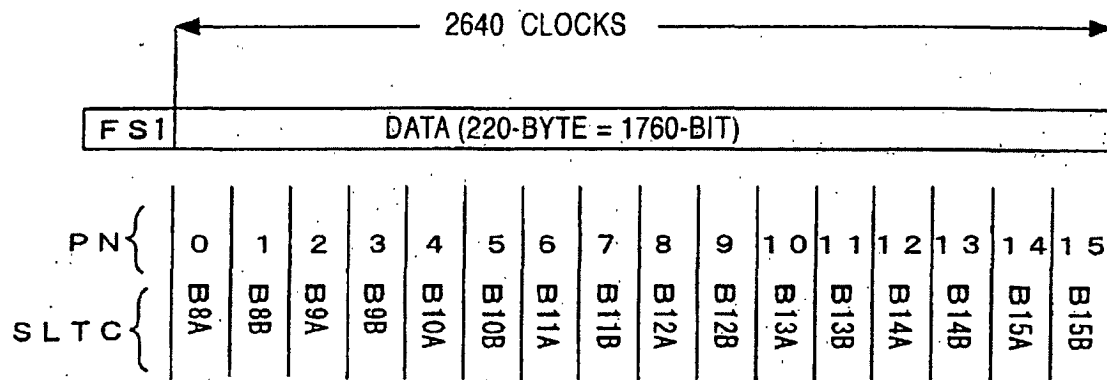 2640 CLOCKS
FS1 DATA (220-BYTE = 1760-BIT)
PN 0 1 2 3 4 5 6 7 8 9 10 11 12 13 14 15
SLTC B8A B8B B9A B9B B10A B10B B11A B11B B12A B12B B13A B13B B14A B14B B15A B15B